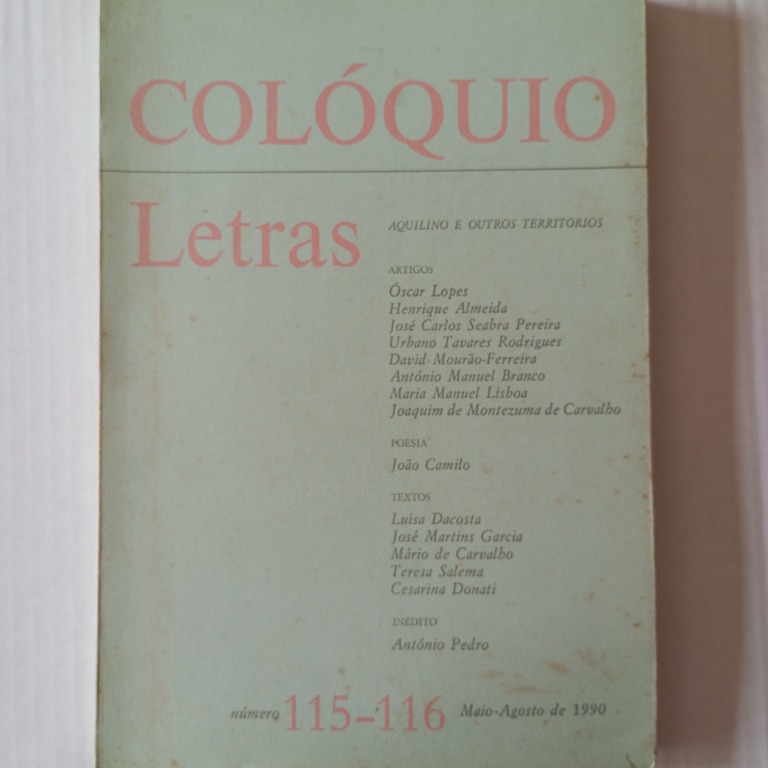 COLÓQUIO
Letras
AQUILINO E OUTROS TERRITÓRIOS
ARTIGOS
Óscar Lopes
Henrique Almeida
José Carlos Seabra Pereira
Urbano Tavares Rodrigues
David Mourão-Ferreira
António Manuel Branco
Maria Manuel Lisboa
Joaquim de Montezuma de Carvalho
POESIA
João Camilo
TEXTOS
Luísa Dacosta
José Martins Garcia
Mário de Carvalho
Teresa Salema
Cesarina Donati
INÉDITO
António Pedro
número 115-116 Maio-Agosto de 1990